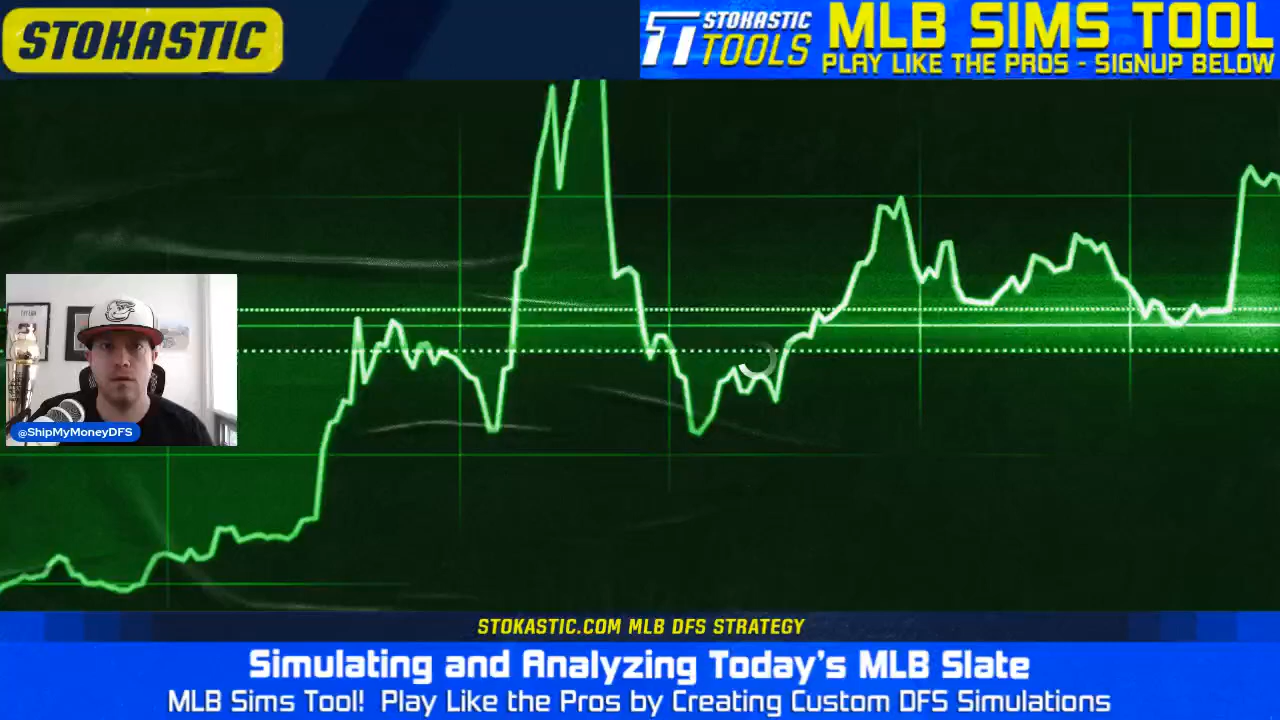 STOKASTIC
STOKASTIC
TOOLS
MLB SIMS TOOL
PLAY LIKE THE PROS - SIGNUP BELOW
@ShipMyMoneyDFS
STOKASTIC.COM MLB DFS STRATEGY
Simulating and Analyzing Today's MLB Slate
MLB Sims Tool! Play Like the Pros by Creating Custom DFS Simulations